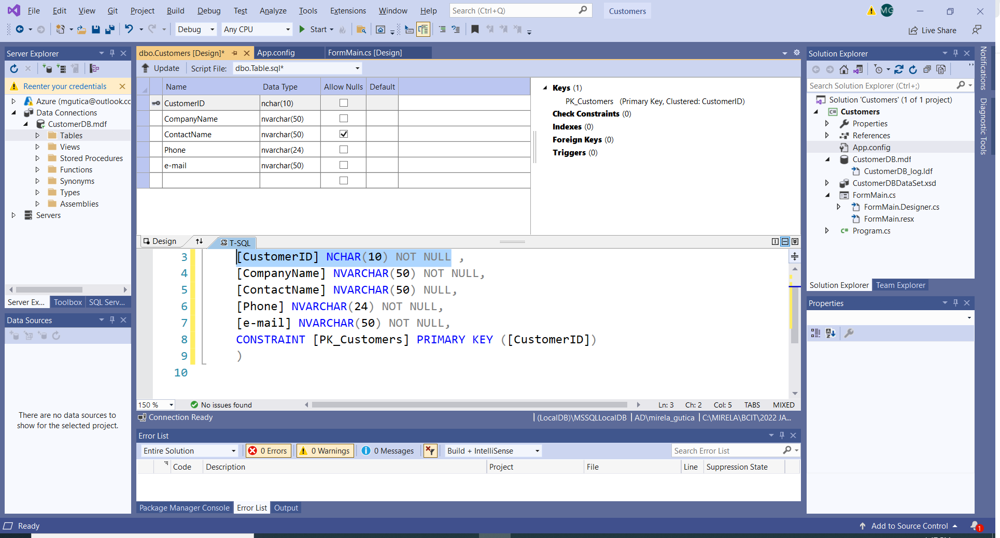 File Edit View Git Project Build Debug Test Analyze Tools Extensions Window Help Search (Ctrl+Q) Customers MG
Debug Any CPU Start Live Share
Server Explorer
Reenter your credentials
Azure (mgutica@outlook.cc
Data Connections
CustomerDB.mdf
Tables
Views
Stored Procedures
Functions
Synonyms
Types
Assemblies
Servers
Server Ex... Toolbox SQL Serv...
Data Sources
There are no data sources to
show for the selected project.
dbo.Customers [Design]* App.config FormMain.cs [Design]
Update Script File: dbo.Table.sql*
Name Data Type Allow Nulls Default
CustomerID nchar(10)
CompanyName nvarchar(50)
ContactName nvarchar(50)
Phone nvarchar(24)
e-mail nvarchar(50)
Keys (1)
PK_Customers (Primary Key, Clustered: CustomerID)
Check Constraints (0)
Indexes (0)
Foreign Keys (0)
Triggers (0)
Design T-SQL
3 [CustomerID] NCHAR(10) NOT NULL ,
4 [CompanyName] NVARCHAR(50) NOT NULL,
5 [ContactName] NVARCHAR(50) NULL,
6 [Phone] NVARCHAR(24) NOT NULL,
7 [e-mail] NVARCHAR(50) NOT NULL,
8 CONSTRAINT [PK_Customers] PRIMARY KEY ([CustomerID])
9 )
10
150 % No issues found Ln: 3 Ch: 2 Col: 5 TABS MIXED
Connection Ready (LocalDB)\MSSQLLocalDB AD\mirela_gutica C:\MIRELA\BCIT\2022 JA...
Error List
Entire Solution 0 Errors 0 Warnings 0 Messages Build + IntelliSense Search Error List
Code Description Project File Line Suppression State
Package Manager Console Error List Output
Solution Explorer
Search Solution Explorer (Ctrl+;)
Solution 'Customers' (1 of 1 project)
Customers
Properties
References
App.config
CustomerDB.mdf
CustomerDB_log.ldf
CustomerDBDataSet.xsd
FormMain.cs
FormMain.Designer.cs
FormMain.resx
Program.cs
Solution Explorer Team Explorer
Properties
Notifications
Diagnostic Tools
Ready Add to Source Control 1